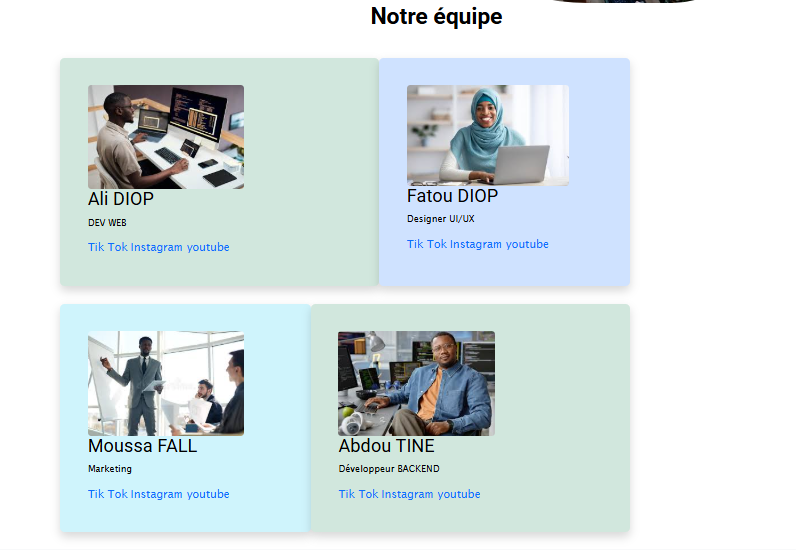 Notre équipe
Ali DIOP
DEV WEB
Tik Tok Instagram youtube
Fatou DIOP
Designer UI/UX
Tik Tok Instagram youtube
Moussa FALL
Marketing
Tik Tok Instagram youtube
Abdou TINE
Développeur BACKEND
Tik Tok Instagram youtube